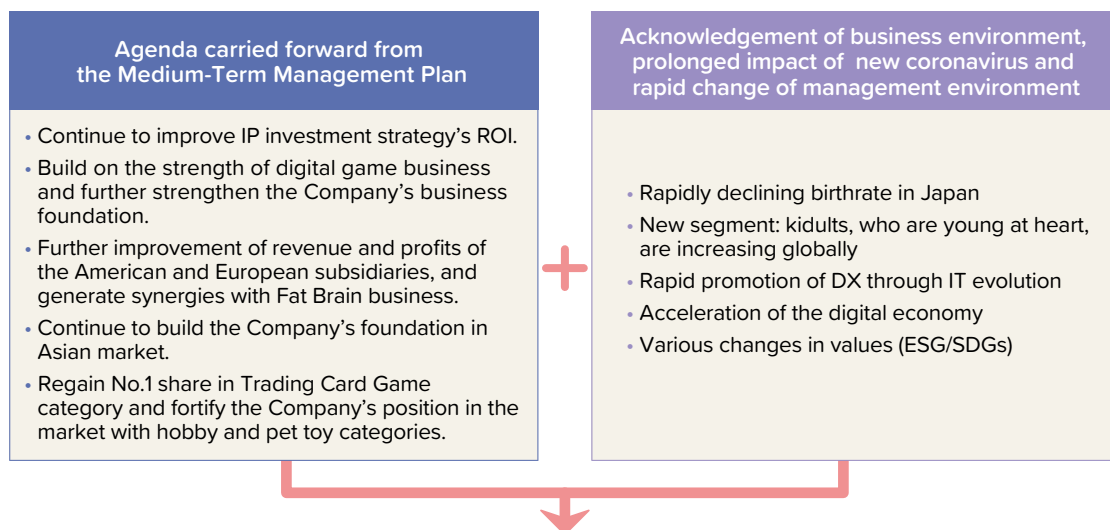 Agenda carried forward from
the Medium-Term Management Plan
• Continue to improve IP investment strategy's ROI.
• Build on the strength of digital game business
and further strengthen the Company's business
foundation.
• Further improvement of revenue and profits of
the American and European subsidiaries, and
generate synergies with Fat Brain business.
• Continue to build the Company's foundation in
Asian market.
• Regain No.1 share in Trading Card Game
category and fortify the Company's position in the
market with hobby and pet toy categories.
+
Acknowledgement of business environment,
prolonged impact of new coronavirus and
rapid change of management environment
• Rapidly declining birthrate in Japan
• New segment: kidults, who are young at heart,
are increasing globally
• Rapid promotion of DX through IT evolution
• Acceleration of the digital economy
• Various changes in values (ESG/SDGs)